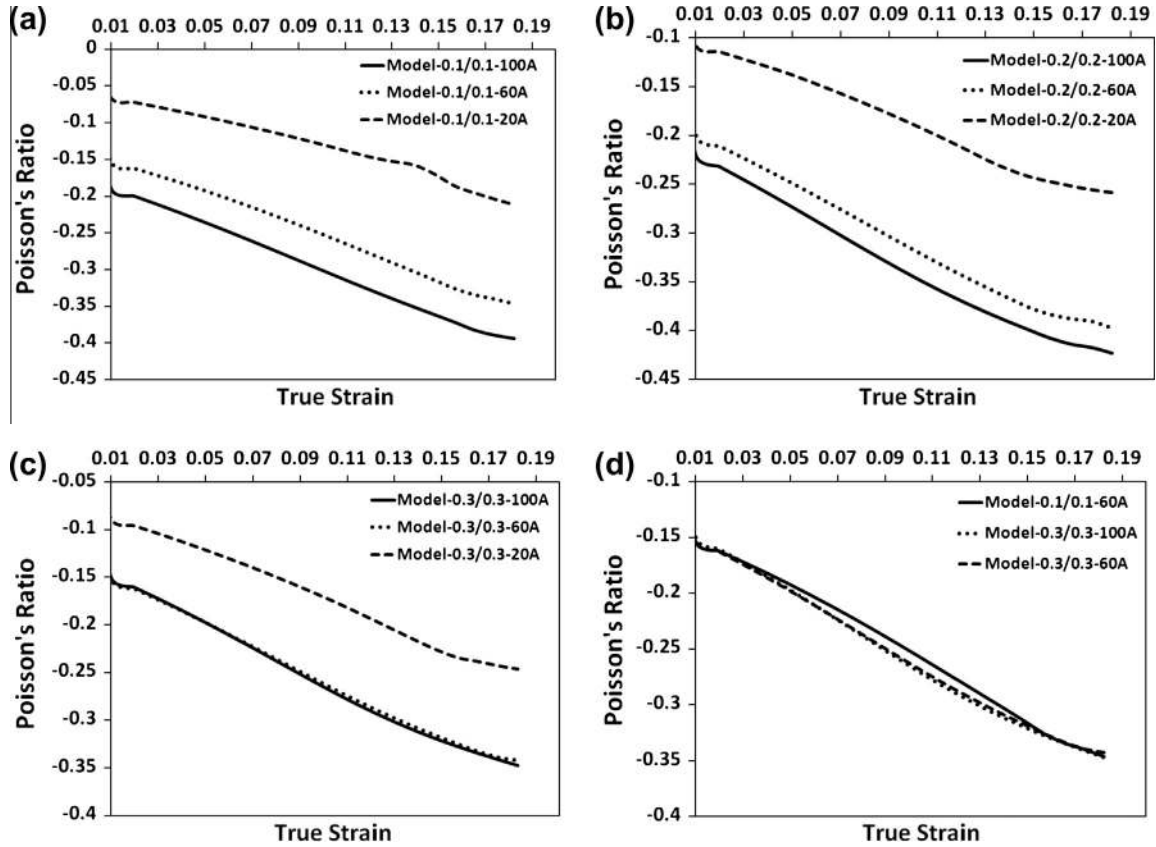 (a)
0.01 0.03 0.05 0.07 0.09 0.11 0.13 0.15 0.17 0.19
0
-0.05
-0.1
-0.15
-0.2
-0.25
-0.3
-0.35
-0.4
-0.45
Poisson's Ratio
Model-0.1/0.1-100A
Model-0.1/0.1-60A
Model-0.1/0.1-20A
True Strain
(b)
0.01 0.03 0.05 0.07 0.09 0.11 0.13 0.15 0.17 0.19
-0.1
-0.15
-0.2
-0.25
-0.3
-0.35
-0.4
-0.45
Poisson's Ratio
Model-0.2/0.2-100A
Model-0.2/0.2-60A
Model-0.2/0.2-20A
True Strain
(c)
0.01 0.03 0.05 0.07 0.09 0.11 0.13 0.15 0.17 0.19
-0.05
-0.1
-0.15
-0.2
-0.25
-0.3
-0.35
-0.4
Poisson's Ratio
Model-0.3/0.3-100A
Model-0.3/0.3-60A
Model-0.3/0.3-20A
True Strain
(d)
0.01 0.03 0.05 0.07 0.09 0.11 0.13 0.15 0.17 0.19
-0.1
-0.15
-0.2
-0.25
-0.3
-0.35
-0.4
Poisson's Ratio
Model-0.1/0.1-60A
Model-0.3/0.3-100A
Model-0.3/0.3-60A
True Strain